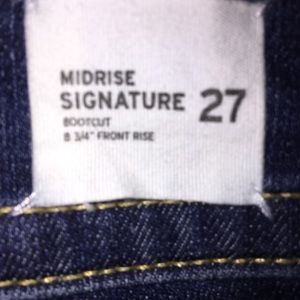 MIDRISE
SIGNATURE 27
BOOTCUT
8 3/4" FRONT RISE